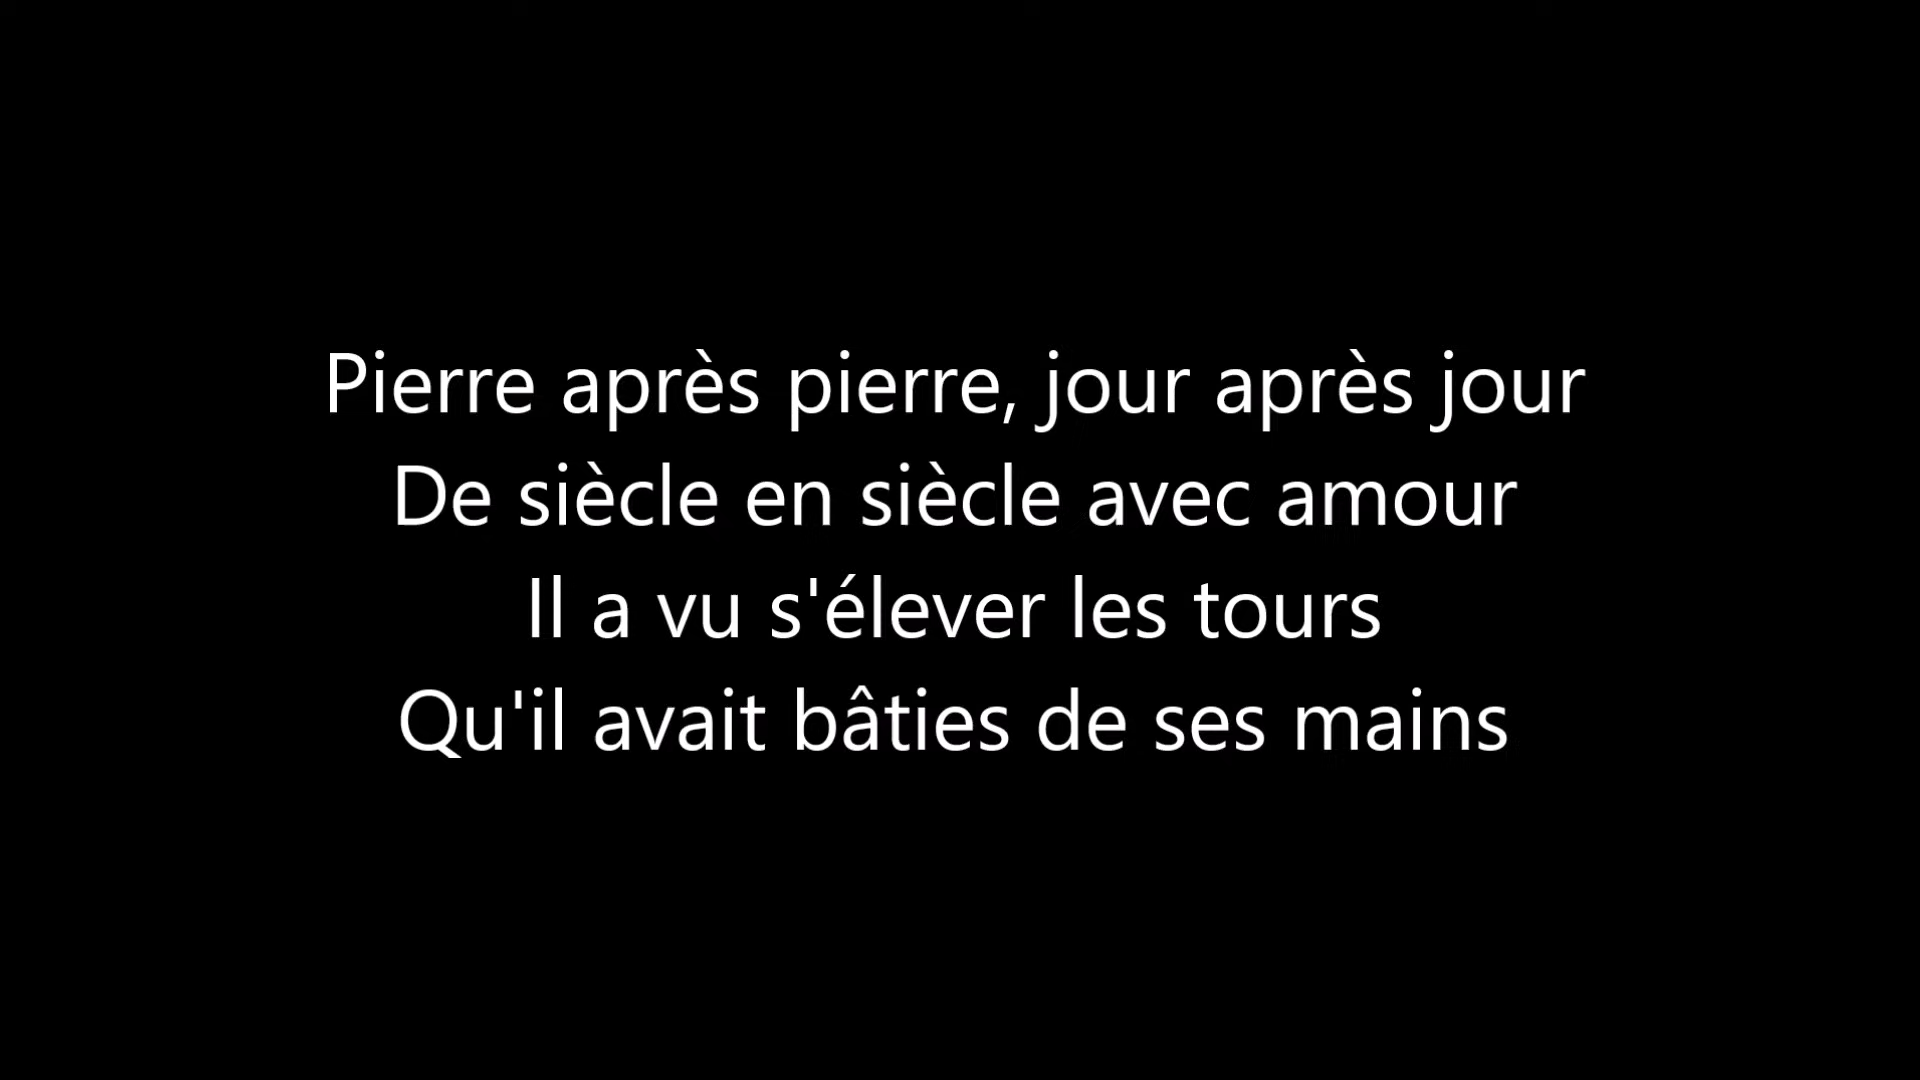 Pierre après pierre, jour après jour
De siècle en siècle avec amour
Il a vu s'élever les tours
Qu'il avait bâties de ses mains